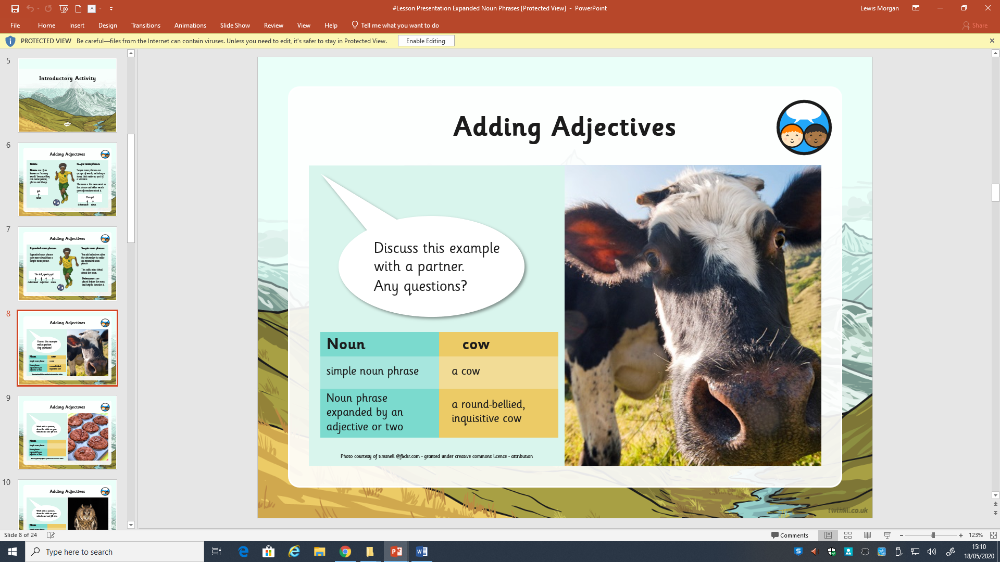 #Lesson Presentation Expanded Noun Phrases [Protected View] - PowerPoint
Lewis Morgan
File Home Insert Design Transitions Animations Slide Show Review View Help Tell me what you want to do
Share
PROTECTED VIEW Be careful—files from the Internet can contain viruses. Unless you need to edit, it's safer to stay in Protected View. Enable Editing
5
Introductory Activity
6
Adding Adjectives
7
Adding Adjectives
8
Adding Adjectives
9
Adding Adjectives
10
Adding Adjectives
Adding Adjectives
Discuss this example
with a partner.
Any questions?
Noun cow
simple noun phrase a cow
Noun phrase
expanded by an
adjective or two
a round-bellied,
inquisitive cow
Photo courtesy of timsnell @flickr.com - granted under creative commons licence - attribution
twinkl.co.uk
Slide 8 of 24
Comments
123%
Type here to search
15:10
18/05/2020